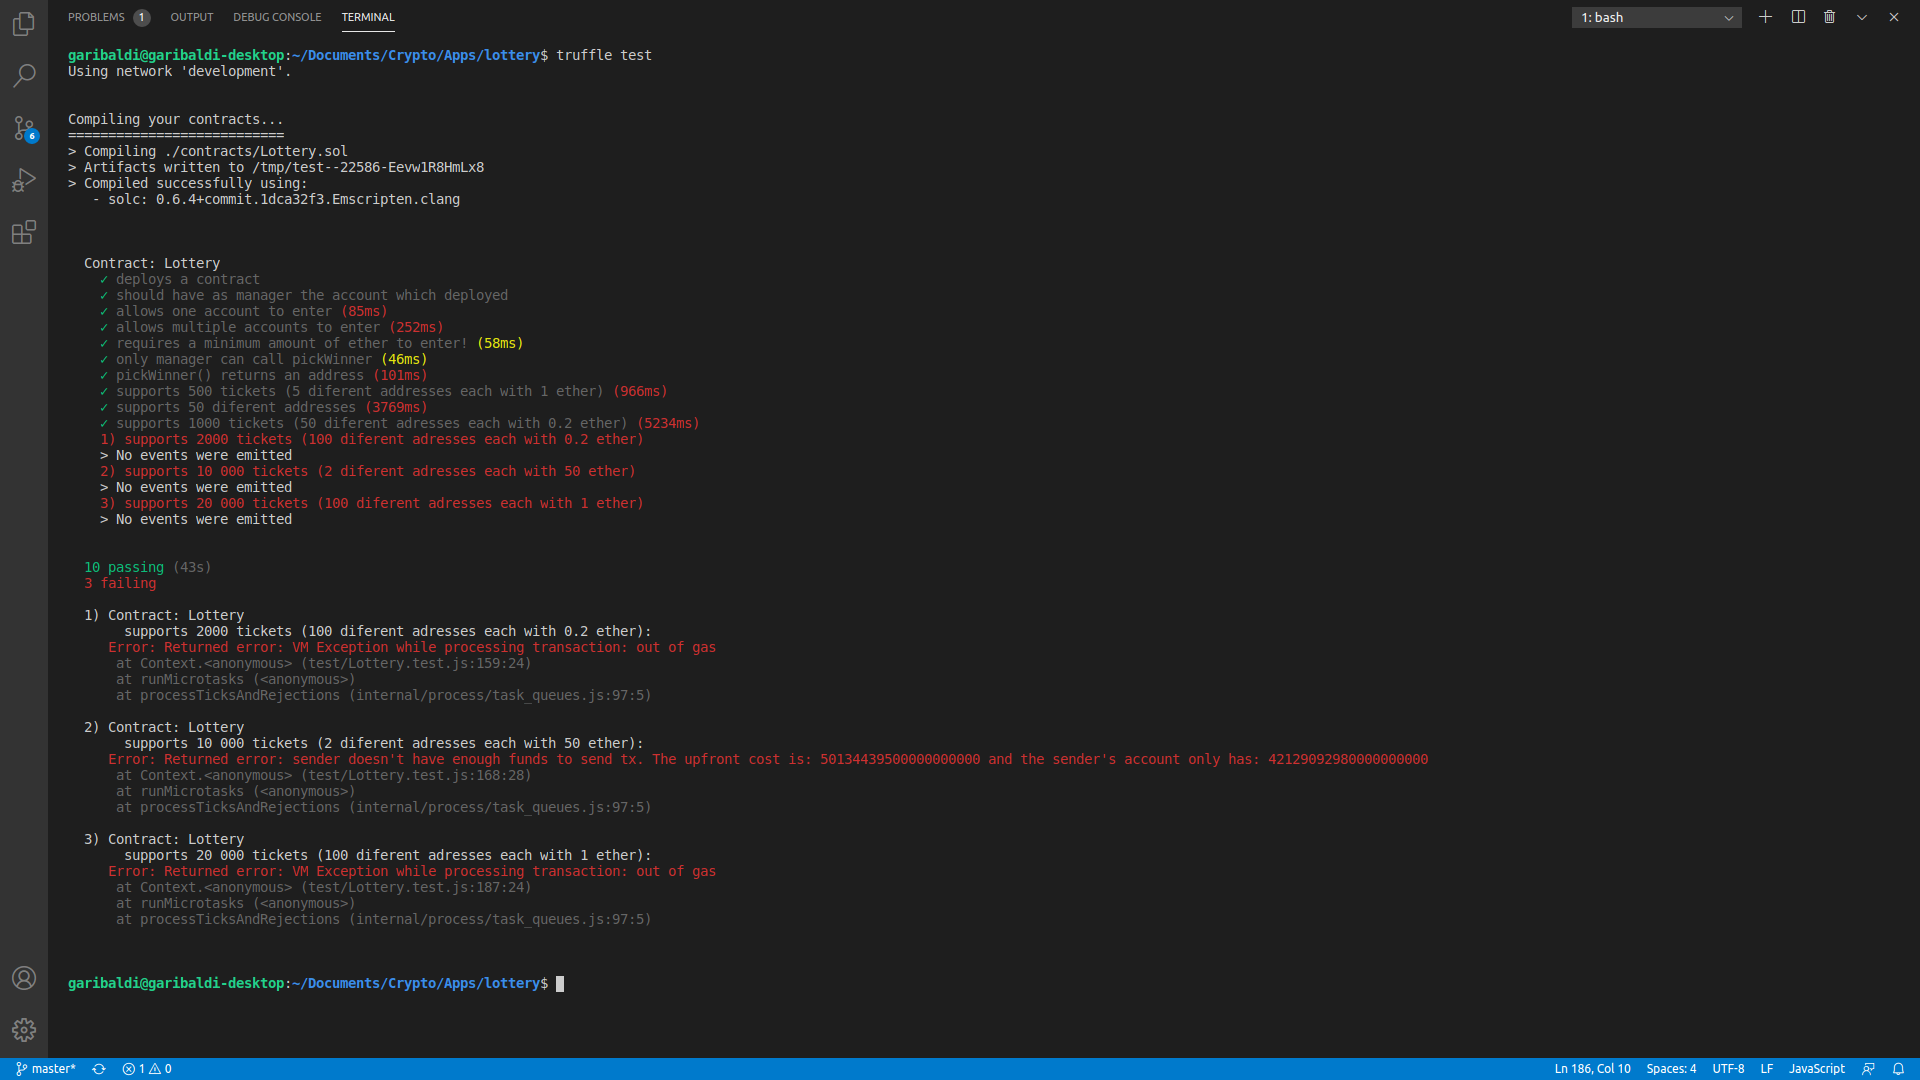 PROBLEMS 1 OUTPUT DEBUG CONSOLE TERMINAL 1: bash
garibaldi@garibaldi-desktop:~/Documents/Crypto/Apps/lottery$ truffle test
Using network 'development'.
Compiling your contracts...
===========================
> Compiling ./contracts/Lottery.sol
> Artifacts written to /tmp/test--22586-Eevw1R8HmLx8
> Compiled successfully using:
- solc: 0.6.4+commit.1dca32f3.Emscripten.clang
Contract: Lottery
✓ deploys a contract
✓ should have as manager the account which deployed
✓ allows one account to enter (85ms)
✓ allows multiple accounts to enter (252ms)
✓ requires a minimum amount of ether to enter! (58ms)
✓ only manager can call pickWinner (46ms)
✓ pickWinner() returns an address (101ms)
✓ supports 500 tickets (5 diferent addresses each with 1 ether) (966ms)
✓ supports 50 diferent addresses (3769ms)
✓ supports 1000 tickets (50 diferent adresses each with 0.2 ether) (5234ms)
1) supports 2000 tickets (100 diferent adresses each with 0.2 ether)
> No events were emitted
2) supports 10 000 tickets (2 diferent adresses each with 50 ether)
> No events were emitted
3) supports 20 000 tickets (100 diferent adresses each with 1 ether)
> No events were emitted
10 passing (43s)
3 failing
1) Contract: Lottery
supports 2000 tickets (100 diferent adresses each with 0.2 ether):
Error: Returned error: VM Exception while processing transaction: out of gas
at Context.<anonymous> (test/Lottery.test.js:159:24)
at runMicrotasks (<anonymous>)
at processTicksAndRejections (internal/process/task_queues.js:97:5)
2) Contract: Lottery
supports 10 000 tickets (2 diferent adresses each with 50 ether):
Error: Returned error: sender doesn't have enough funds to send tx. The upfront cost is: 50134439500000000000 and the sender's account only has: 42129092980000000000
at Context.<anonymous> (test/Lottery.test.js:168:28)
at runMicrotasks (<anonymous>)
at processTicksAndRejections (internal/process/task_queues.js:97:5)
3) Contract: Lottery
supports 20 000 tickets (100 diferent adresses each with 1 ether):
Error: Returned error: VM Exception while processing transaction: out of gas
at Context.<anonymous> (test/Lottery.test.js:187:24)
at runMicrotasks (<anonymous>)
at processTicksAndRejections (internal/process/task_queues.js:97:5)
garibaldi@garibaldi-desktop:~/Documents/Crypto/Apps/lottery$
6
master* 1 0 Ln 186, Col 10 Spaces: 4 UTF-8 LF JavaScript